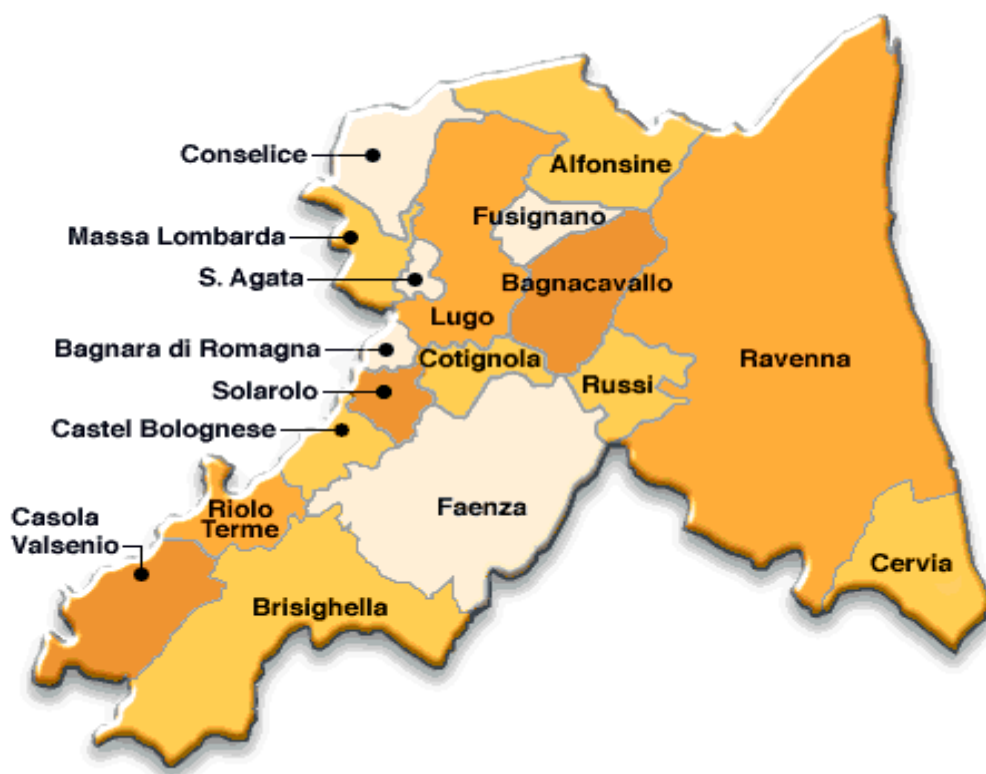 Conselice
Alfonsine
Fusignano
Massa Lombarda
S. Agata
Bagnacavallo
Lugo
Bagnara di Romagna
Cotignola
Ravenna
Solarolo
Russi
Castel Bolognese
Faenza
Riolo
Terme
Casola
Valsenio
Cervia
Brisighella